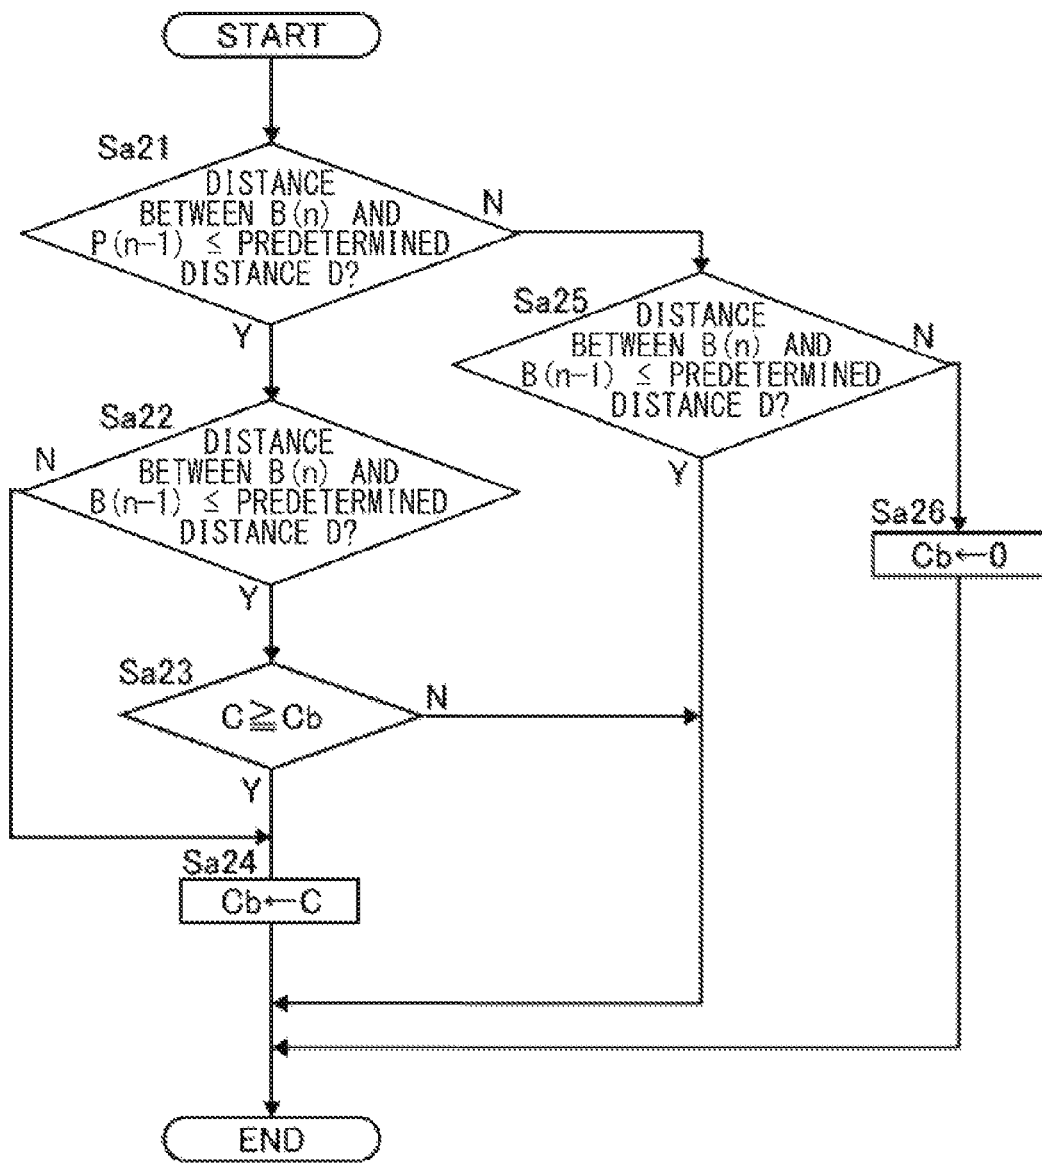 START
Sa21
DISTANCE
BETWEEN B(n) AND
P(n-1) ≤ PREDETERMINED
DISTANCE D?
N
Y
Sa25
DISTANCE
BETWEEN B(n) AND
B(n-1) ≤ PREDETERMINED
DISTANCE D?
N
Y
Sa22
DISTANCE
BETWEEN B(n) AND
B(n-1) ≤ PREDETERMINED
DISTANCE D?
N
Y
Sa26
Cb←0
Sa23
C≧Cb
N
Y
Sa24
Cb←C
END